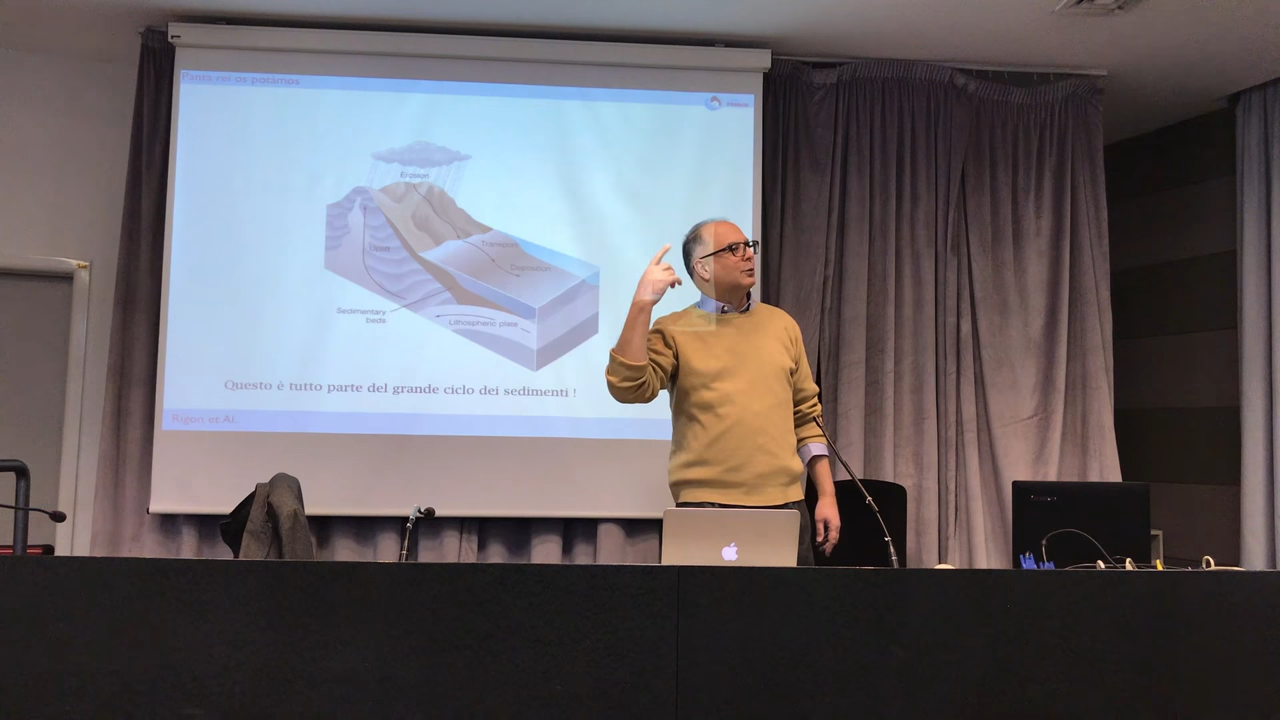 Panta rei os potamos
Erosion
Uplift
Transport
Deposition
Sedimentary
beds
Lithospheric plate
Questo è tutto parte del grande ciclo dei sedimenti !
Rigon et Al.